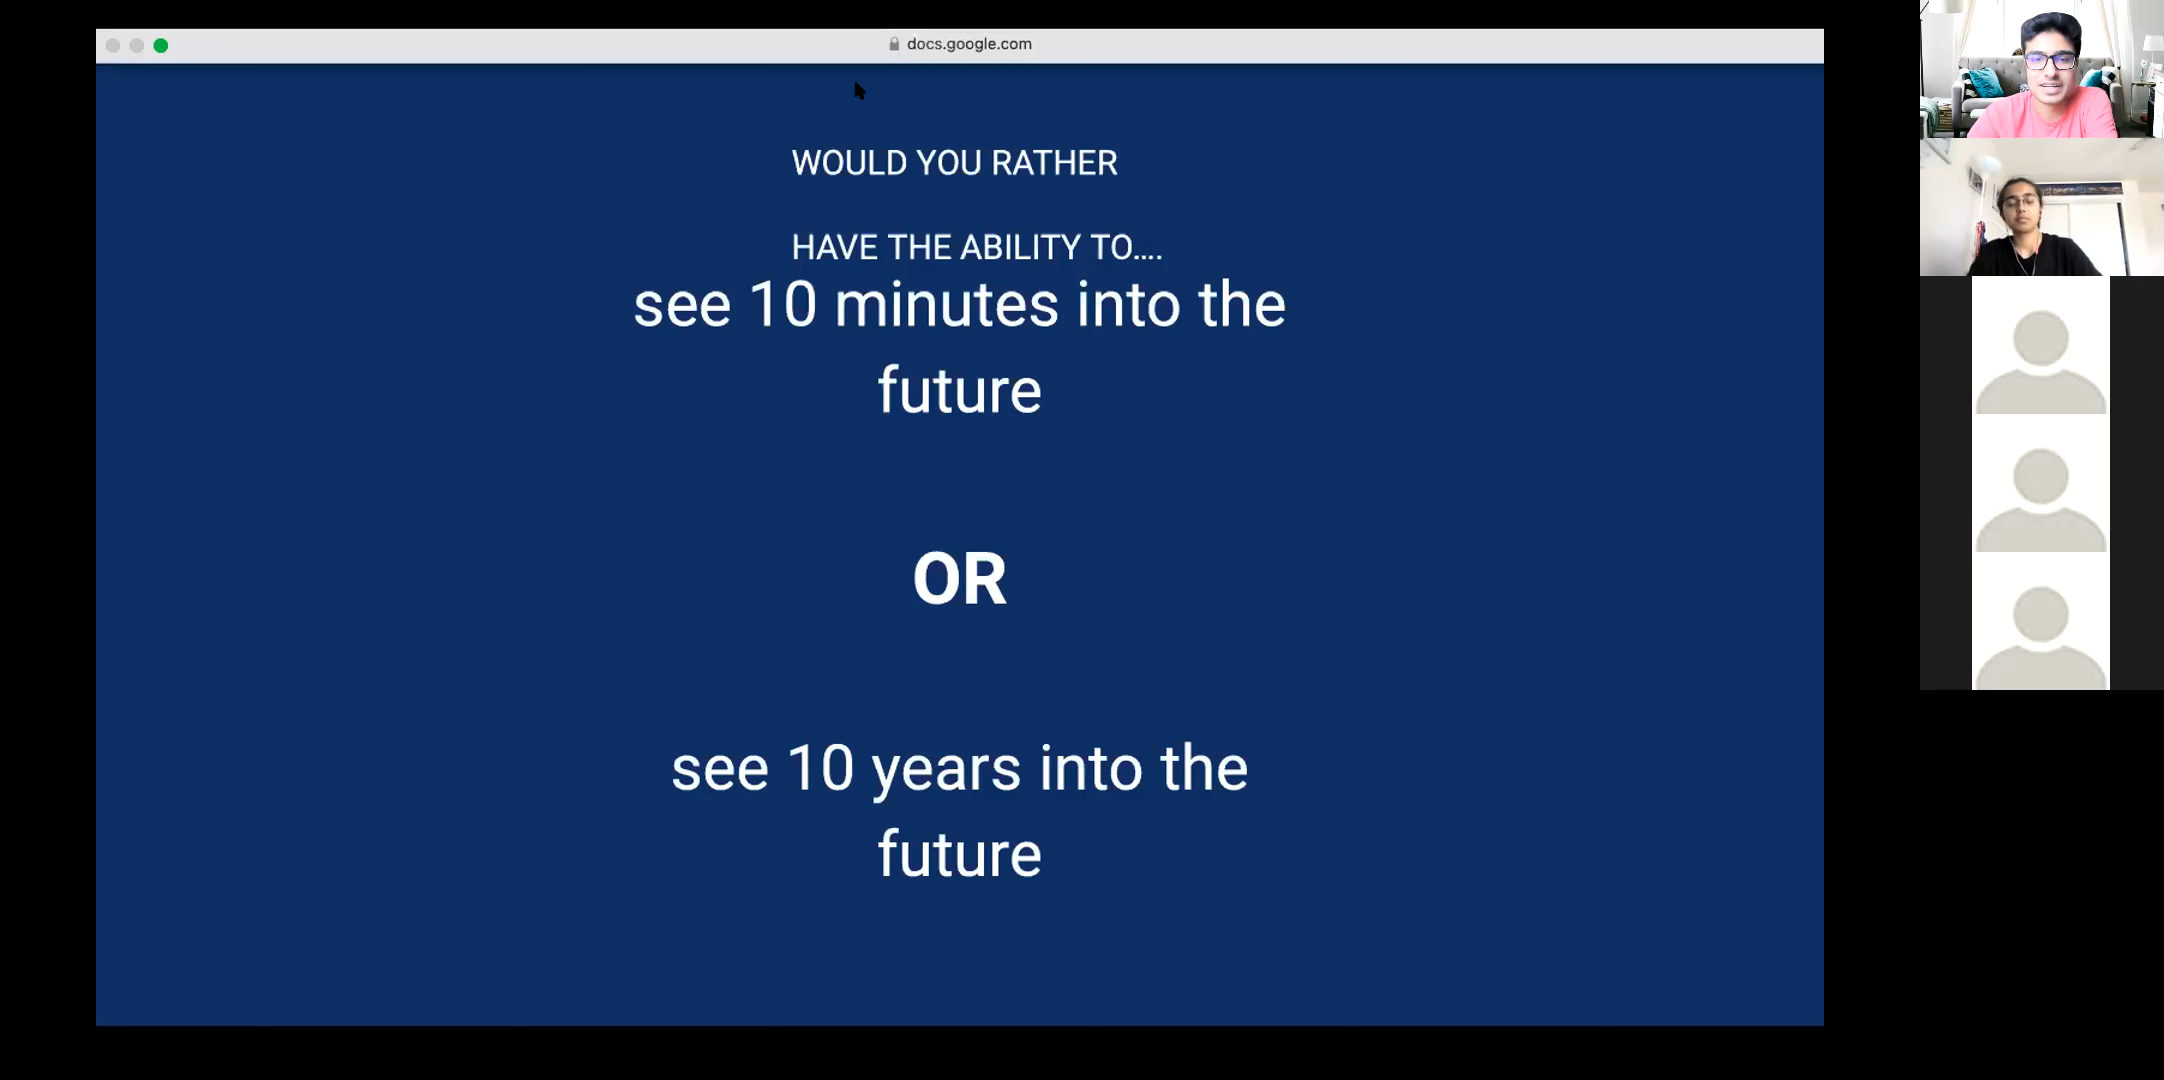 docs.google.com
WOULD YOU RATHER
HAVE THE ABILITY TO....
see 10 minutes into the
future
OR
see 10 years into the
future